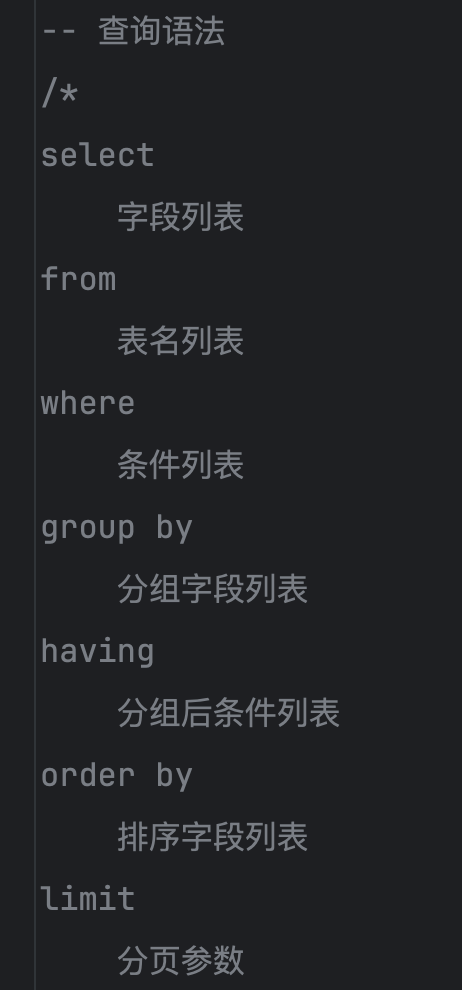 -- 查询语法
/*
select
字段列表
from
表名列表
where
条件列表
group by
分组字段列表
having
分组后条件列表
order by
排序字段列表
limit
分页参数